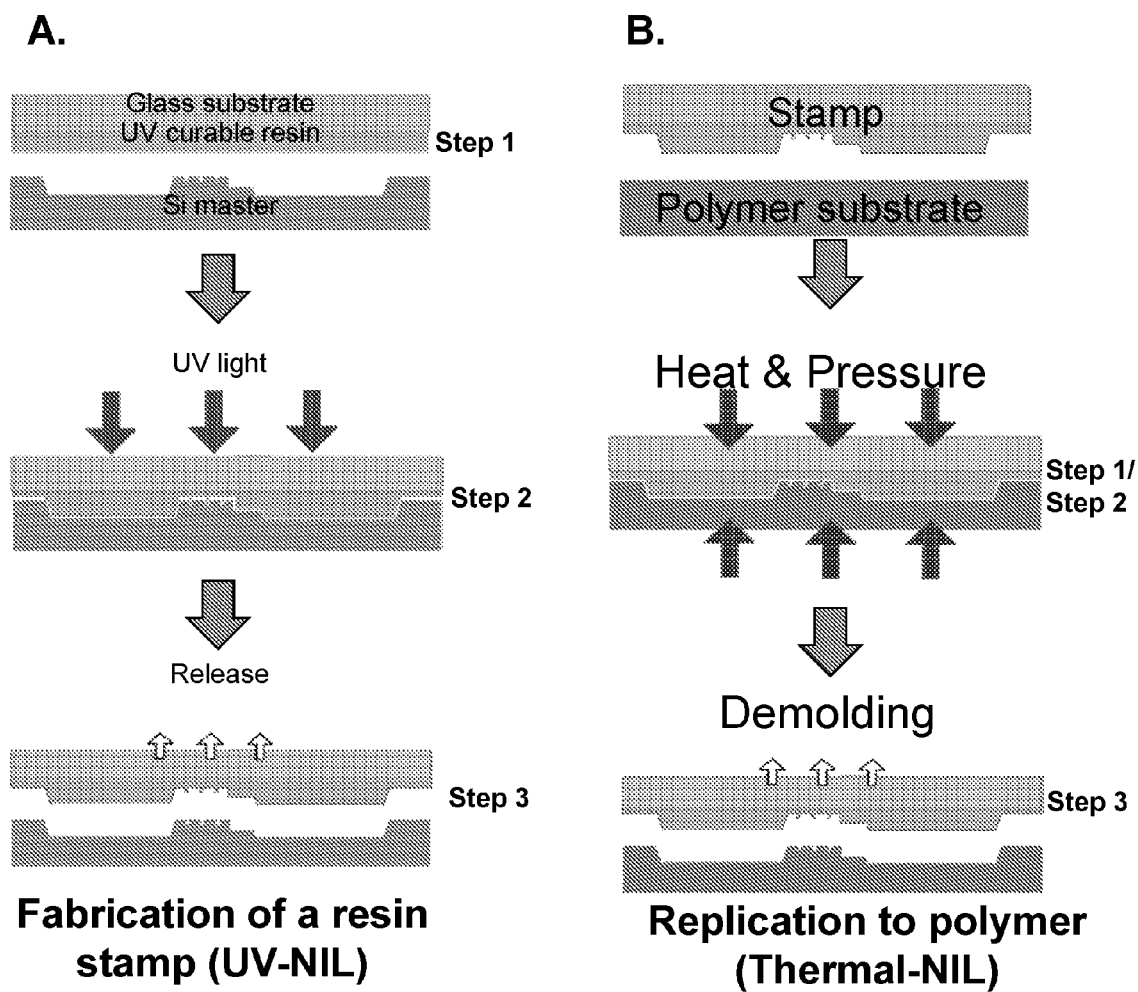 A.
Glass substrate
UV curable resin
Step 1
Si master
UV light
Step 2
Release
Step 3
Fabrication of a resin
stamp (UV-NIL)
B.
Stamp
Polymer substrate
Heat & Pressure
Step 1/
Step 2
Demolding
Step 3
Replication to polymer
(Thermal-NIL)